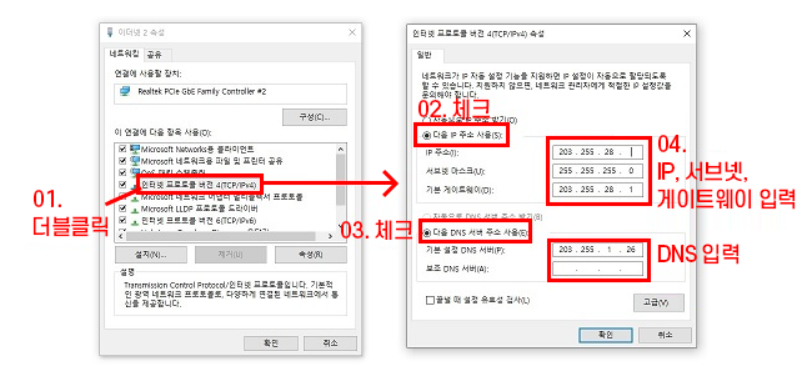 이더넷 2 속성
네트워킹 공유
연결에 사용할 장치:
Realtek PCIe GbE Family Controller #2
구성(C)...
이 연결에 다음 항목 사용(O):
Microsoft Networks용 클라이언트
Microsoft 네트워크용 파일 및 프린터 공유
QoS 패킷 스케줄러
인터넷 프로토콜 버전 4(TCP/IPv4)
Microsoft 네트워크 어댑터 멀티플렉서 프로토콜
Microsoft LLDP 프로토콜 드라이버
인터넷 프로토콜 버전 6(TCP/IPv6)
설치(N)...
제거(U)
속성(R)
설명
Transmission Control Protocol/인터넷 프로토콜입니다. 기본적
인 광역 네트워크 프로토콜로, 다양하게 연결된 네트워크에서 통
신을 제공합니다.
확인
취소
01.
더블클릭
인터넷 프로토콜 버전 4(TCP/IPv4) 속성
일반
네트워크가 IP 자동 설정 기능을 지원하면 IP 설정이 자동으로 할당되도록
할 수 있습니다. 지원하지 않으면, 네트워크 관리자에게 적절한 IP 설정값을
문의해야 합니다.
02. 체크
자동으로 IP 주소 받기(O)
다음 IP 주소 사용(S):
IP 주소(I):
203 . 255 . 28 .
서브넷 마스크(U):
255 . 255 . 255 . 0
기본 게이트웨이(D):
203 . 255 . 28 . 1
04.
IP, 서브넷,
게이트웨이 입력
자동으로 DNS 서버 주소 받기(B)
03. 체크
다음 DNS 서버 주소 사용(E):
기본 설정 DNS 서버(P):
203 . 255 . 1 . 26
보조 DNS 서버(A):
. . .
DNS 입력
끝낼 때 설정 유효성 검사(L)
고급(V)
확인
취소